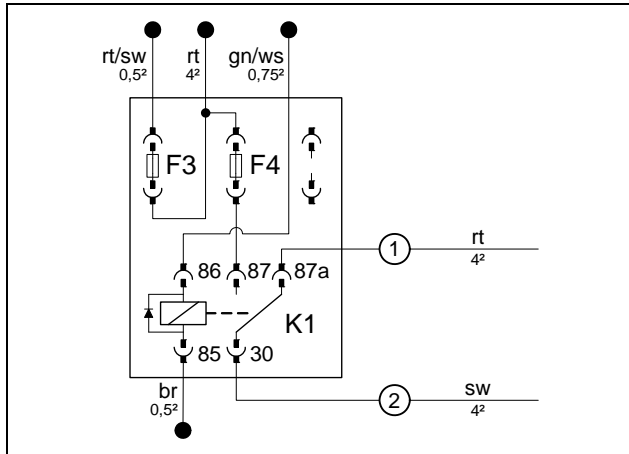 rt/sw rt gn/ws
0,5² 4² 0,75²
F3 F4
1 rt
4²
86 87 87a
K1
85 30
br
0,5²
2 sw
4²